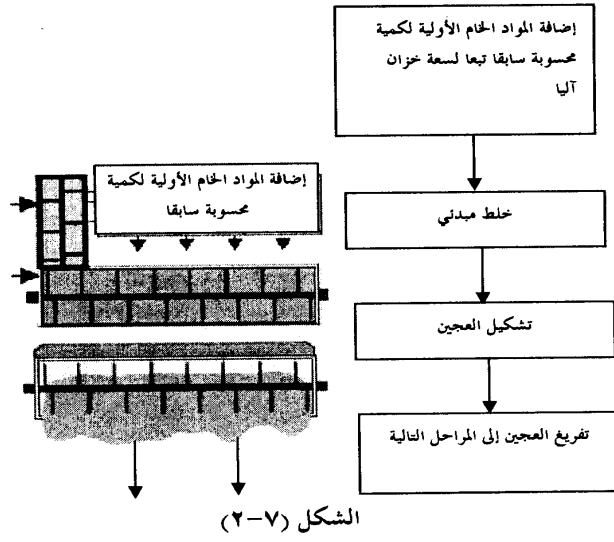 إضافة المواد الخام الأولية لكمية
محسوبة سابقا تبعا لسعة خزان
آليا
إضافة المواد الخام الأولية لكمية
محسوبة سابقا
خلط مبدئي
تشكيل العجين
تفريغ العجين إلى المراحل التالية
الشكل (٧-٢)